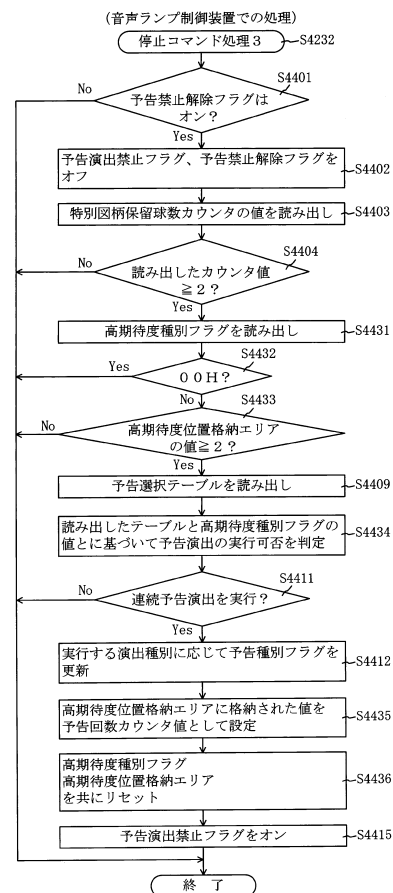 (音声ランプ制御装置での処理)
停止コマンド処理3
S4232
S4401
No
予告禁止解除フラグは
オン?
Yes
予告演出禁止フラグ、予告禁止解除フラグを
オフ
S4402
特別図柄保留球数カウンタの値を読み出し
S4403
S4404
No
読み出したカウンタ値
≧2?
Yes
高期待度種別フラグを読み出し
S4431
S4432
Yes
00H?
No
S4433
No
高期待度位置格納エリア
の値≧2?
Yes
予告選択テーブルを読み出し
S4409
読み出したテーブルと高期待度種別フラグの
値とに基づいて予告演出の実行可否を判定
S4434
S4411
No
連続予告演出を実行?
Yes
実行する演出種別に応じて予告種別フラグを
更新
S4412
高期待度位置格納エリアに格納された値を
予告回数カウンタ値として設定
S4435
高期待度種別フラグ
高期待度位置格納エリア
を共にリセット
S4436
予告演出禁止フラグをオン
S4415
終 了